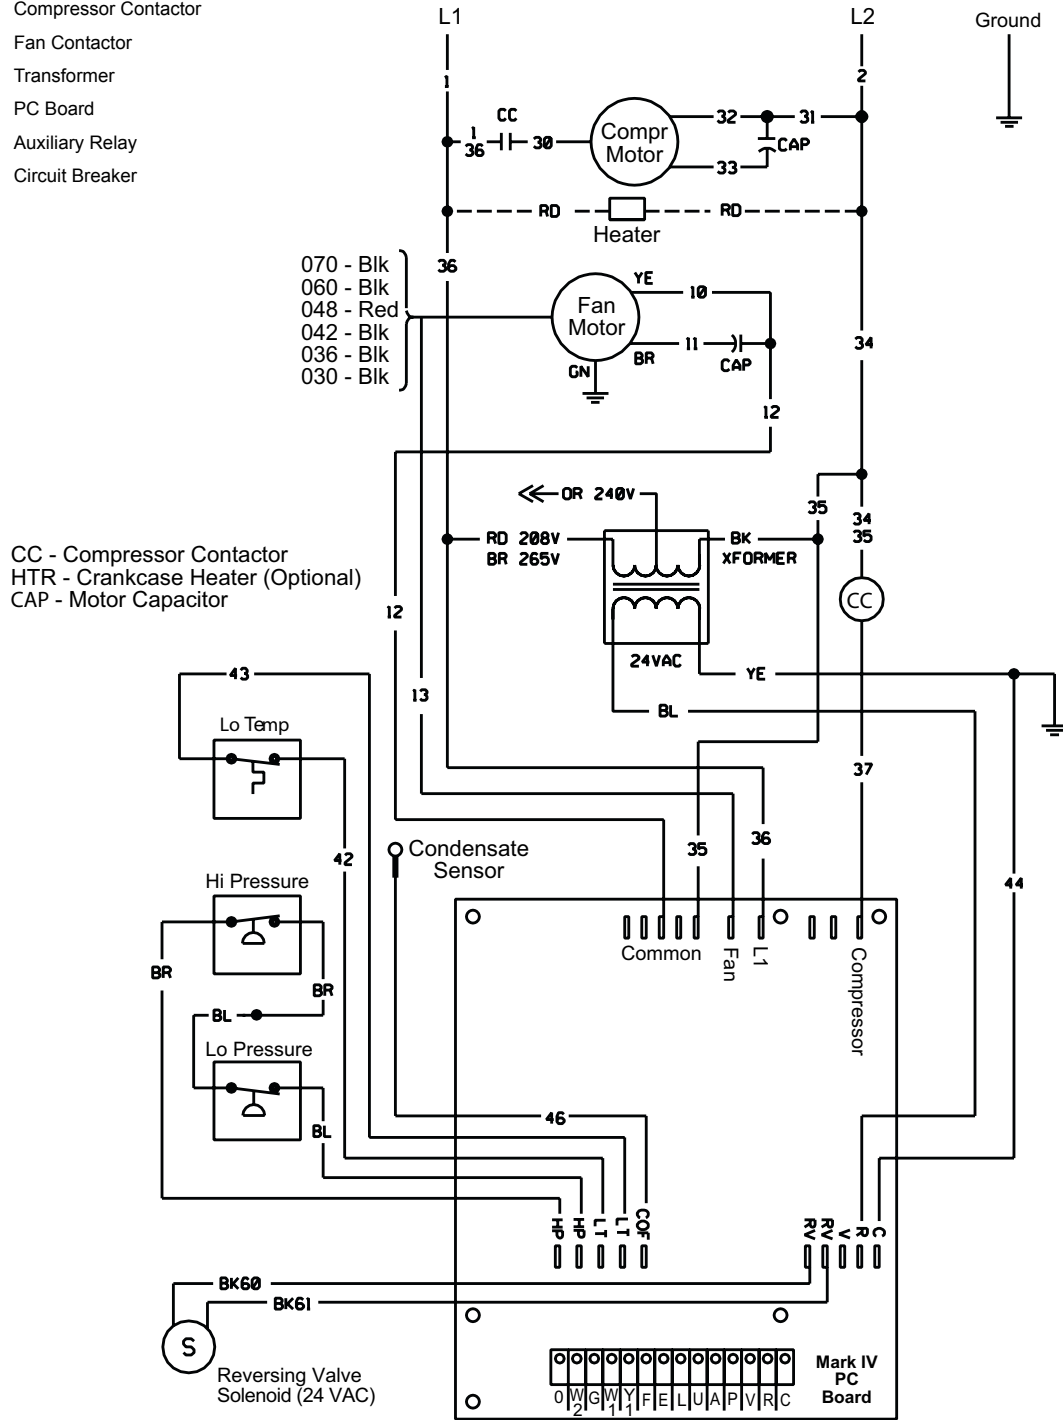 Compressor Contactor
Fan Contactor
Transformer
PC Board
Auxiliary Relay
Circuit Breaker
L1
L2
Ground
1
2
CC
1
36
30
Compr
Motor
32
31
CAP
33
RD
RD
Heater
36
070 - Blk
060 - Blk
048 - Red
042 - Blk
036 - Blk
030 - Blk
Fan
Motor
YE
10
11
BR
CAP
GN
34
12
OR 240V
35
34
35
RD 208V
BR 265V
BK
XFORMER
CC - Compressor Contactor
HTR - Crankcase Heater (Optional)
CAP - Motor Capacitor
CC
12
24VAC
YE
43
13
BL
Lo Temp
37
36
35
42
Condensate
Sensor
Hi Pressure
44
Common
Fan
L1
Compressor
BR
BR
BL
Lo Pressure
BL
46
HP
HP
LT
LT
COF
RV
RV
V
R
C
BK60
BK61
S
Reversing Valve
Solenoid (24 VAC)
O W2 G W1 Y1 F E L U A P V R C
Mark IV
PC
Board